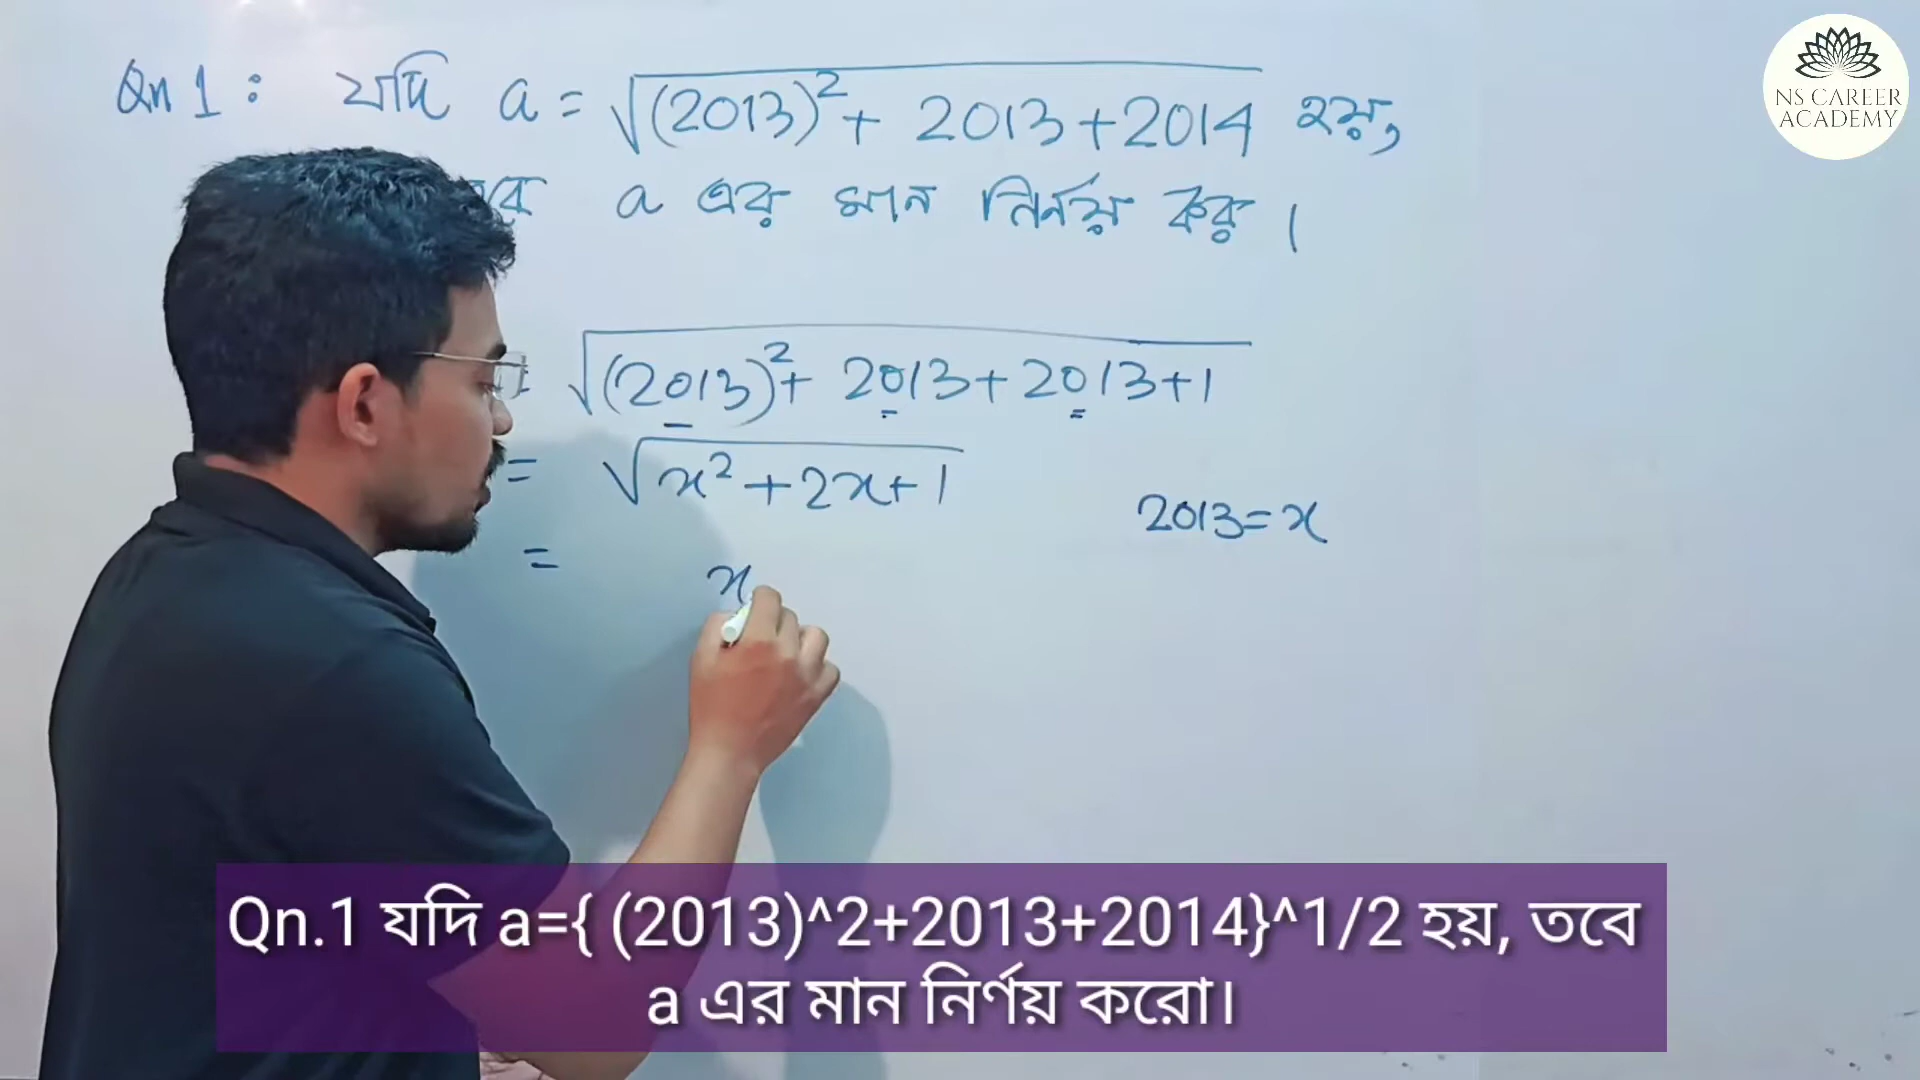 Qn 1 : যদি a = √(2013)² + 2013 + 2014 হয়,
a এর মান নির্নয় কর।
= √(2013)² + 2013 + 2013 + 1
= √x² + 2x + 1
2013 = x
= x
NS CAREER
ACADEMY
Qn.1 যদি a={ (2013)^2+2013+2014}^1/2 হয়, তবে
a এর মান নির্ণয় করো।